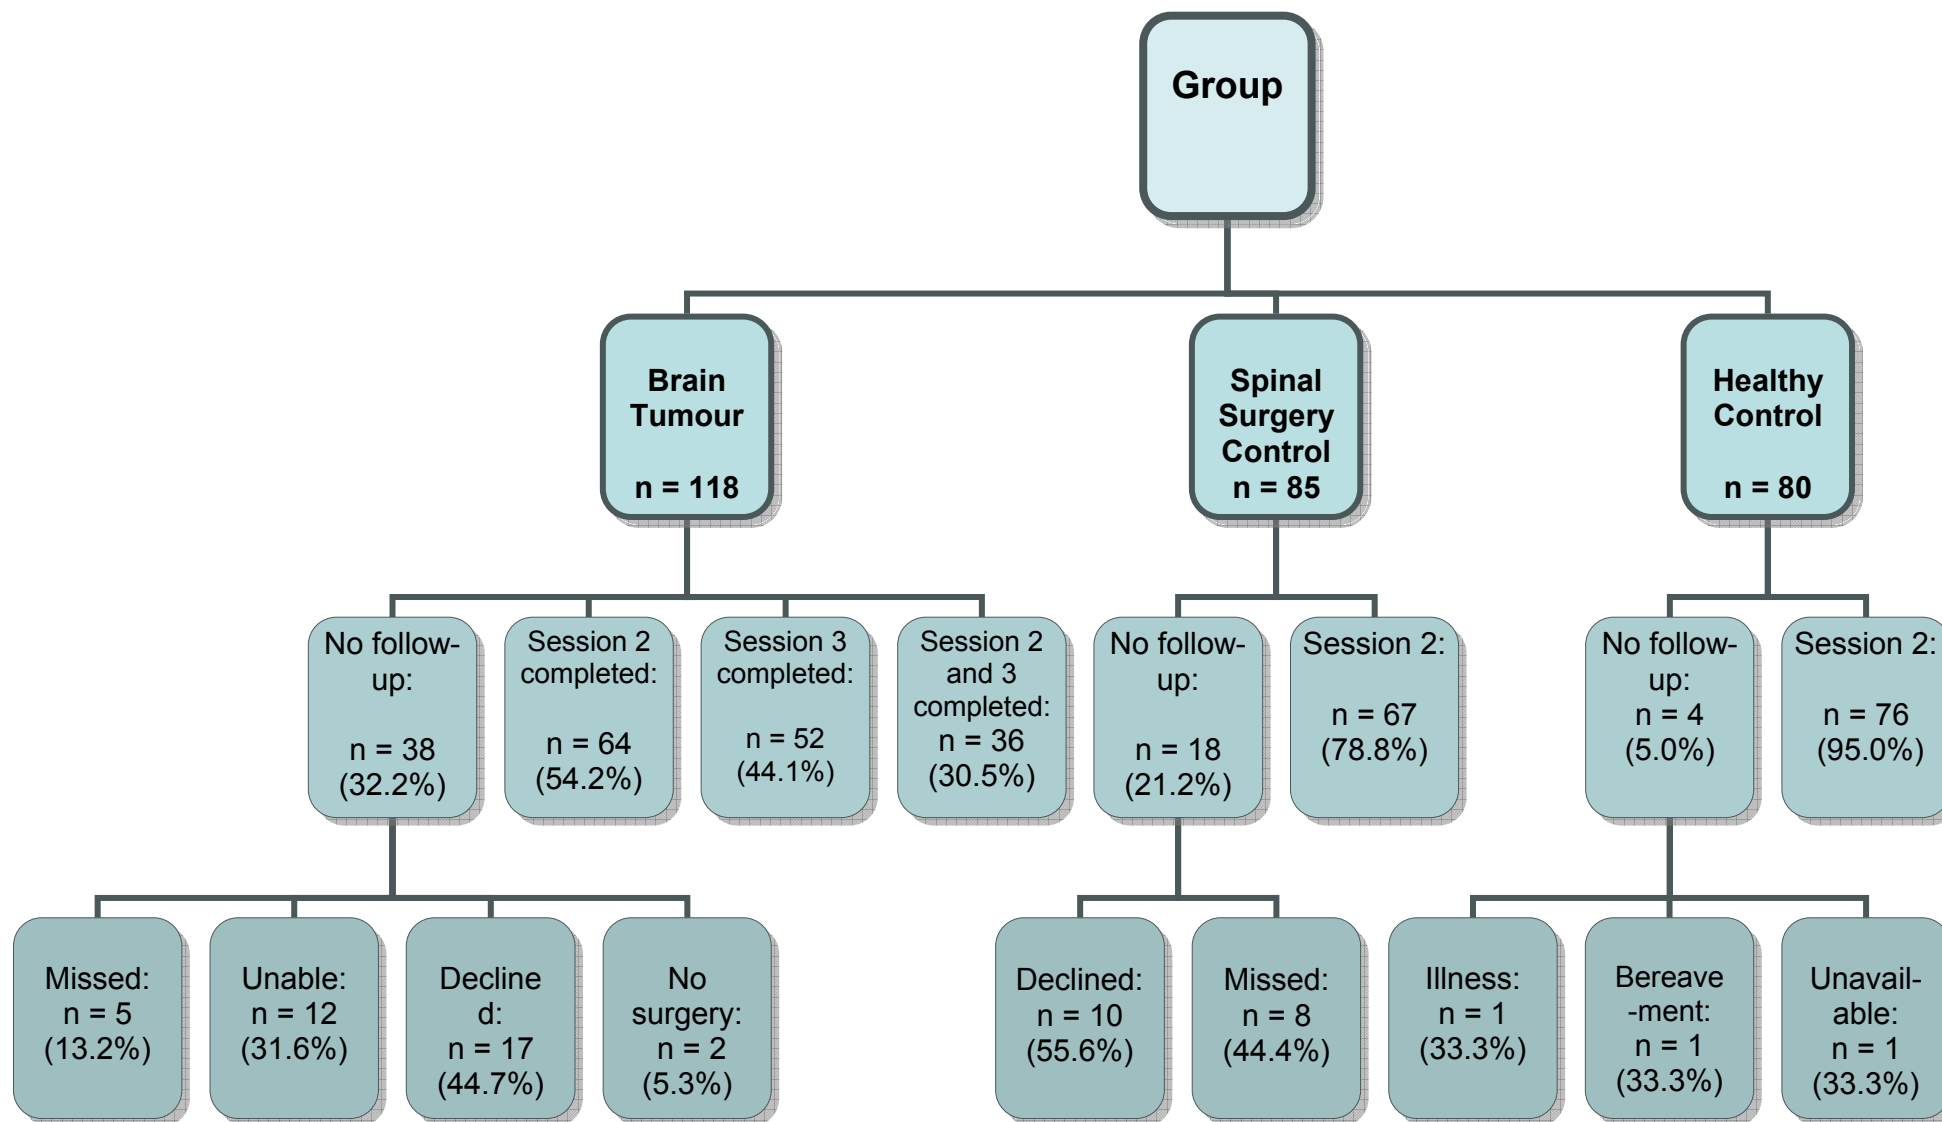 Group
Brain
Tumour
n = 118
Spinal
Surgery
Control
n = 85
Healthy
Control
n = 80
No follow-
up:
n = 38
(32.2%)
Session 2
completed:
n = 64
(54.2%)
Session 3
completed:
n = 52
(44.1%)
Session 2
and 3
completed:
n = 36
(30.5%)
No follow-
up:
n = 18
(21.2%)
Session 2:
n = 67
(78.8%)
No follow-
up:
n = 4
(5.0%)
Session 2:
n = 76
(95.0%)
Missed:
n = 5
(13.2%)
Unable:
n = 12
(31.6%)
Decline
d:
n = 17
(44.7%)
No
surgery:
n = 2
(5.3%)
Declined:
n = 10
(55.6%)
Missed:
n = 8
(44.4%)
Illness:
n = 1
(33.3%)
Bereave
-ment:
n = 1
(33.3%)
Unavail-
able:
n = 1
(33.3%)